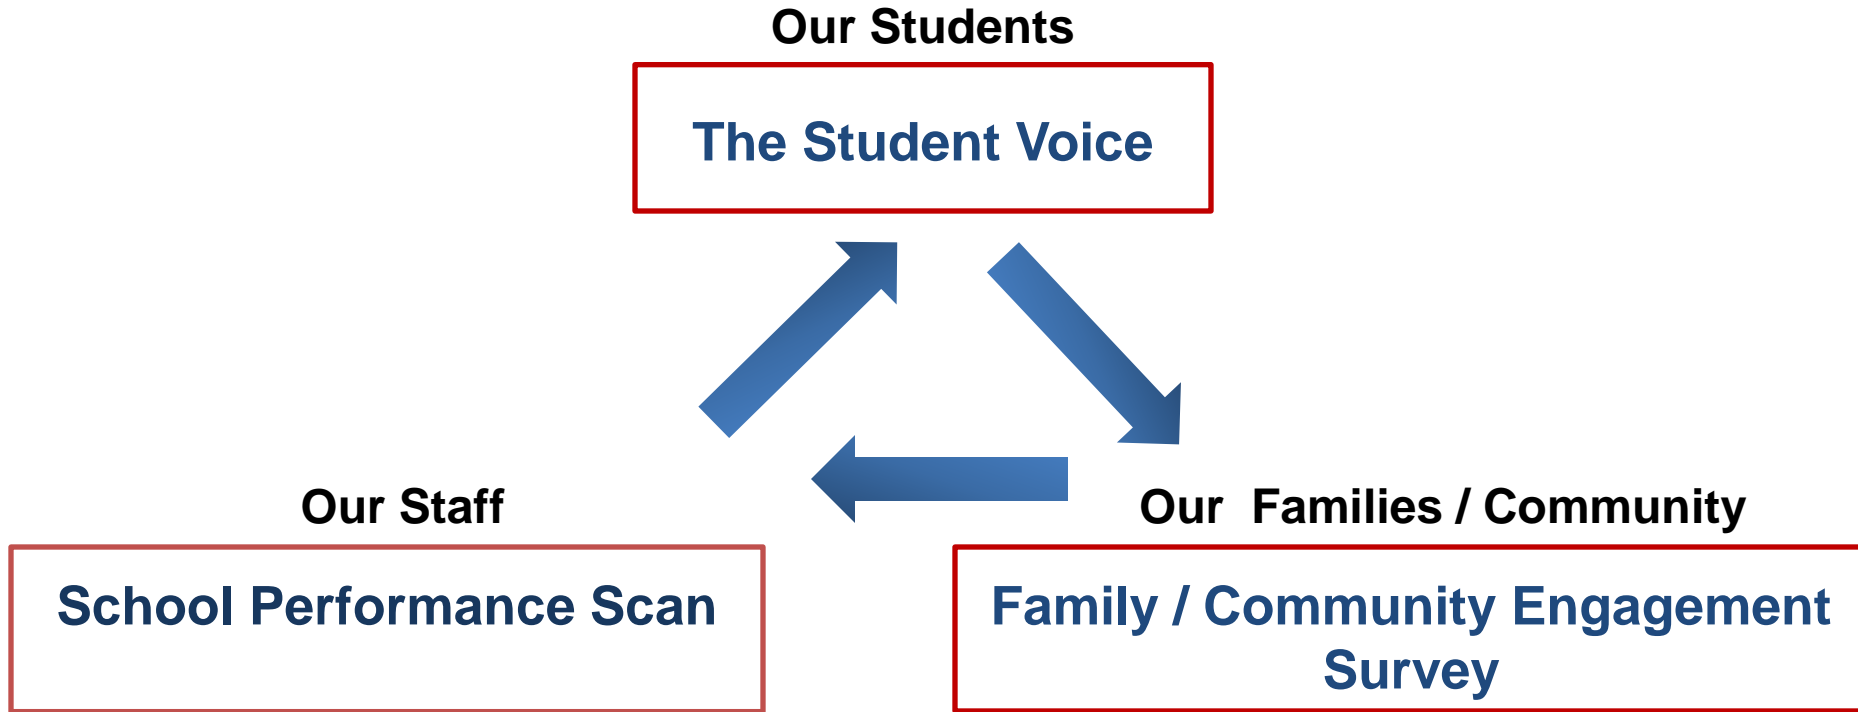 Our Students
The Student Voice
Our Staff
School Performance Scan
Our  Families / Community
Family / Community Engagement
Survey